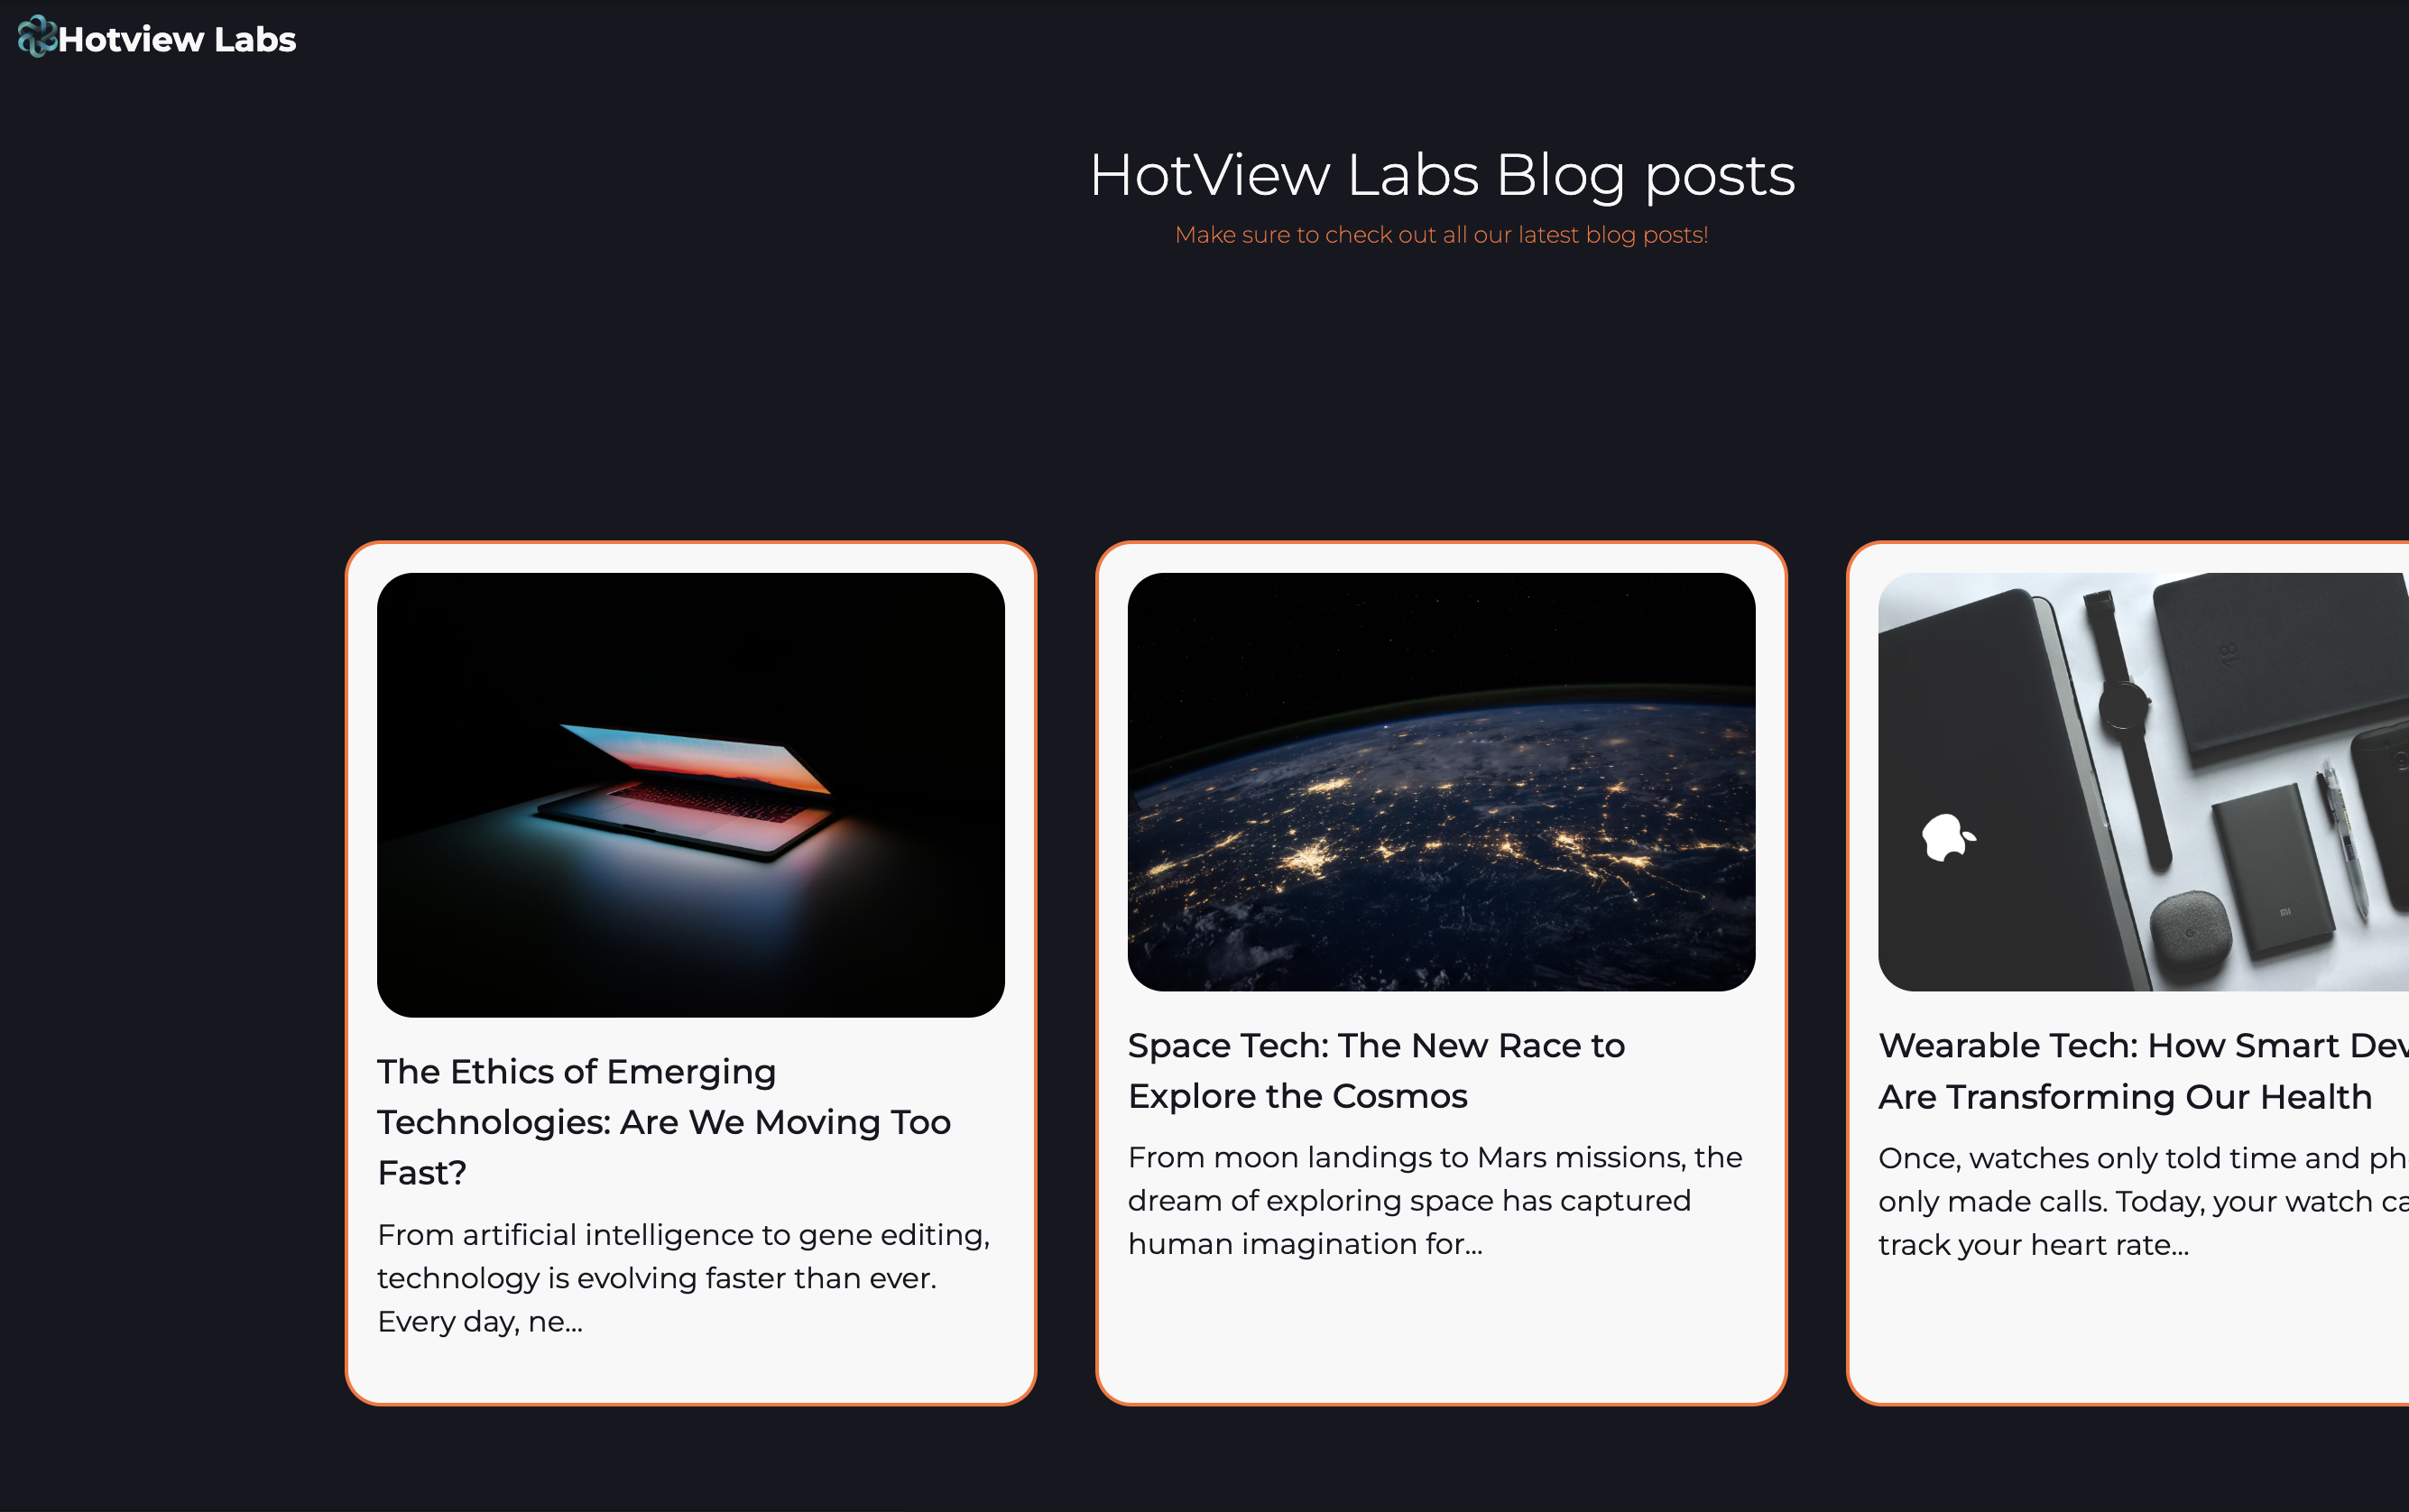 Hotview Labs
HotView Labs Blog posts
Make sure to check out all our latest blog posts!
The Ethics of Emerging
Technologies: Are We Moving Too
Fast?
From artificial intelligence to gene editing,
technology is evolving faster than ever.
Every day, ne...
18
mi
G
Space Tech: The New Race to
Explore the Cosmos
From moon landings to Mars missions, the
dream of exploring space has captured
human imagination for...
Wearable Tech: How Smart Dev
Are Transforming Our Health
Once, watches only told time and ph
only made calls. Today, your watch ca
track your heart rate...